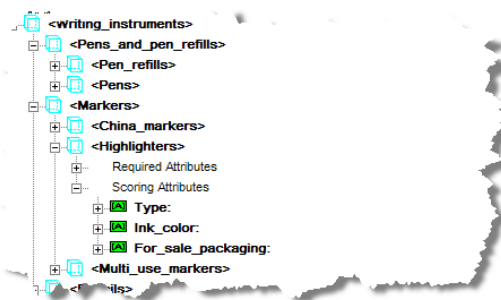 <Writing_instruments>
<Pens_and_pen_refills>
<Pen_refills>
<Pens>
<Markers>
<China_markers>
<Highlighters>
Required Attributes
Scoring Attributes
[A] Type:
[A] Ink_color:
[A] For_sale_packaging:
<Multi_use_markers>